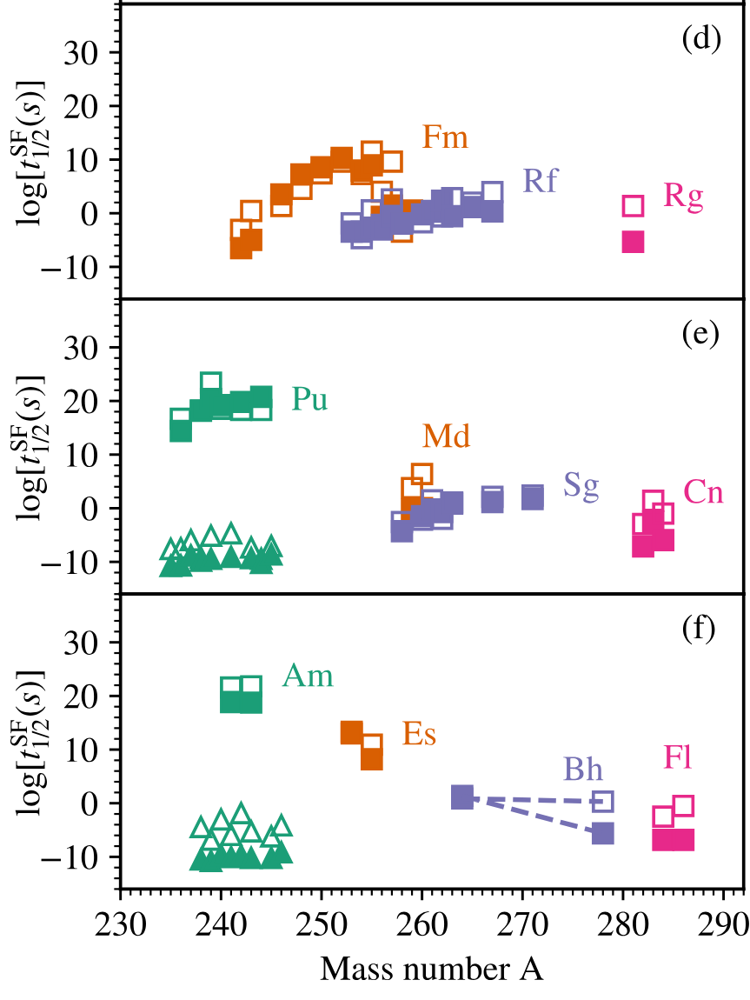 (d)
30
20
10
0
−10
log[t_{1/2}^{SF}(s)]
Fm
Rf
Rg
(e)
30
20
10
0
−10
log[t_{1/2}^{SF}(s)]
Pu
Md
Sg
Cn
(f)
30
20
10
0
−10
log[t_{1/2}^{SF}(s)]
Am
Es
Bh
Fl
230 240 250 260 270 280 290
Mass number A